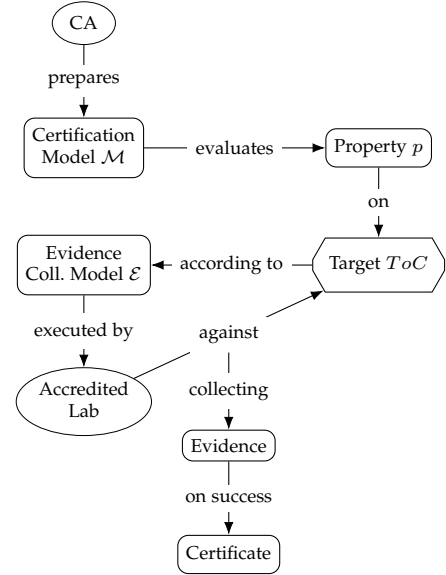 CA
prepares
Certification
Model ℳ
evaluates
Property p
on
Target ToC
according to
Evidence
Coll. Model ℰ
executed by
Accredited
Lab
against
collecting
Evidence
on success
Certificate